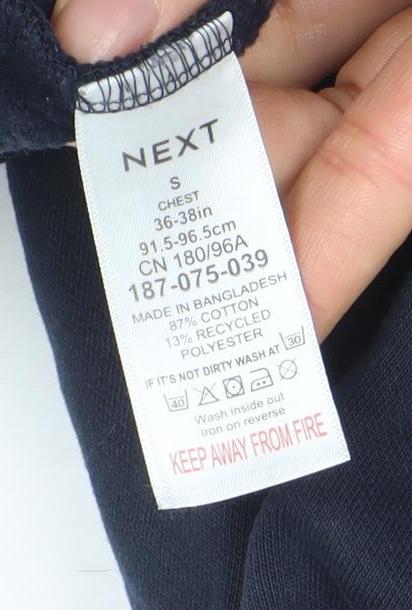 NEXT
S
CHEST
36-38in
91.5-96.5cm
CN 180/96A
187-075-039
MADE IN BANGLADESH
87% COTTON
13% RECYCLED
POLYESTER
IF IT'S NOT DIRTY WASH AT 30
40
Wash inside out
Iron on reverse
KEEP AWAY FROM FIRE